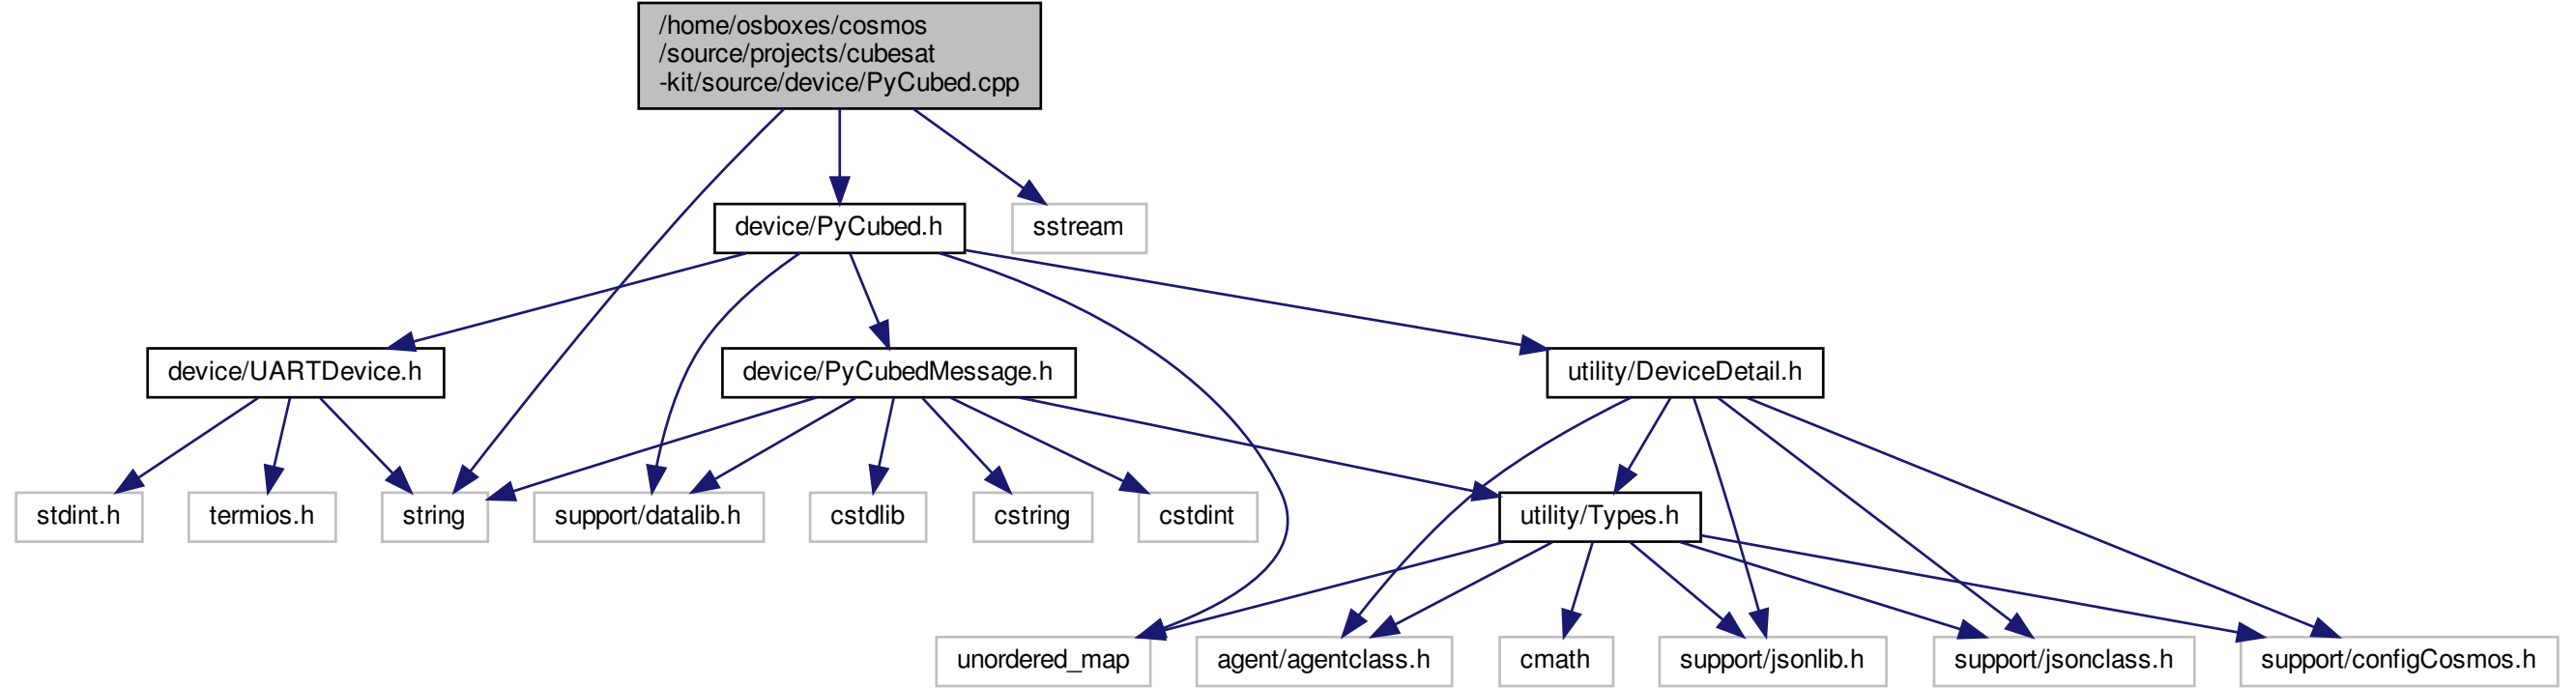 /home/osboxes/cosmos
/source/projects/cubesat
-kit/source/device/PyCubed.cpp
device/PyCubed.h
sstream
device/UARTDevice.h
device/PyCubedMessage.h
utility/DeviceDetail.h
stdint.h
termios.h
string
support/datalib.h
cstdlib
cstring
cstdint
utility/Types.h
unordered_map
agent/agentclass.h
cmath
support/jsonlib.h
support/jsonclass.h
support/configCosmos.h